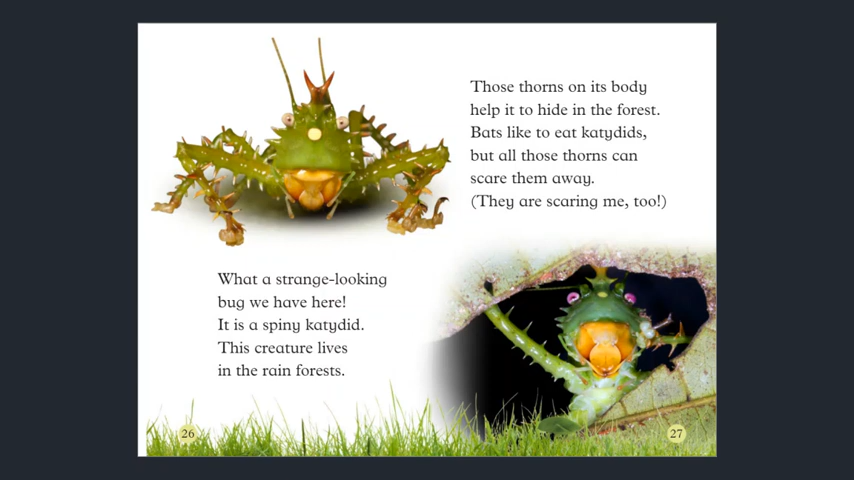 What a strange-looking
bug we have here!
It is a spiny katydid.
This creature lives
in the rain forests.
26
Those thorns on its body
help it to hide in the forest.
Bats like to eat katydids,
but all those thorns can
scare them away.
(They are scaring me, too!)
27